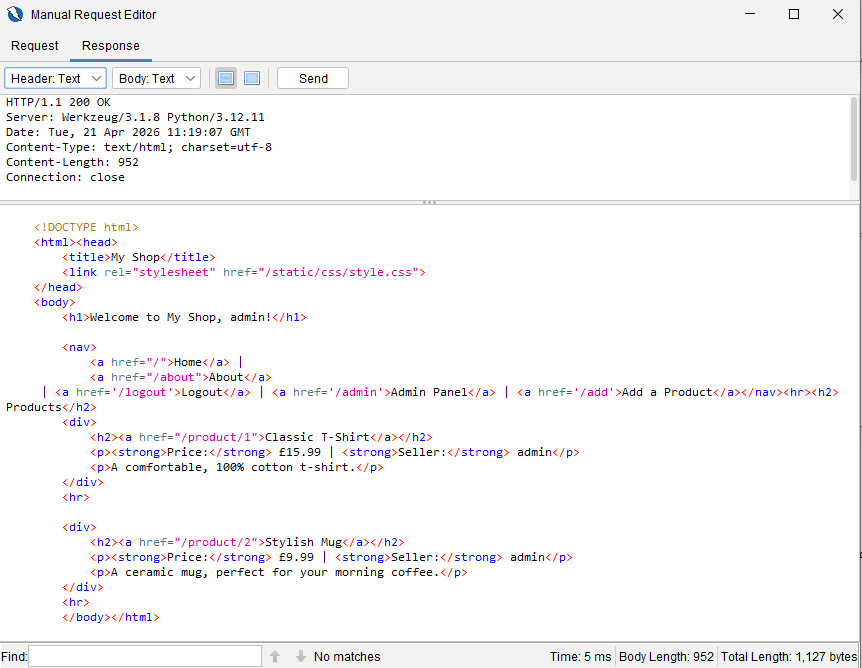 Manual Request Editor
Request Response
Header: Text Body: Text Send
HTTP/1.1 200 OK
Server: Werkzeug/3.1.8 Python/3.12.11
Date: Tue, 21 Apr 2026 11:19:07 GMT
Content-Type: text/html; charset=utf-8
Content-Length: 952
Connection: close
<!DOCTYPE html>
<html><head>
<title>My Shop</title>
<link rel="stylesheet" href="/static/css/style.css">
</head>
<body>
<h1>Welcome to My Shop, admin!</h1>
<nav>
<a href="/">Home</a> |
<a href="/about">About</a>
| <a href='/logout'>Logout</a> | <a href='/admin'>Admin Panel</a> | <a href='/add'>Add a Product</a></nav><hr><h2>
Products</h2>
<div>
<h2><a href="/product/1">Classic T-Shirt</a></h2>
<p><strong>Price:</strong> £15.99 | <strong>Seller:</strong> admin</p>
<p>A comfortable, 100% cotton t-shirt.</p>
</div>
<hr>
<div>
<h2><a href="/product/2">Stylish Mug</a></h2>
<p><strong>Price:</strong> £9.99 | <strong>Seller:</strong> admin</p>
<p>A ceramic mug, perfect for your morning coffee.</p>
</div>
<hr>
</body></html>
Find: No matches Time: 5 ms Body Length: 952 Total Length: 1,127 bytes